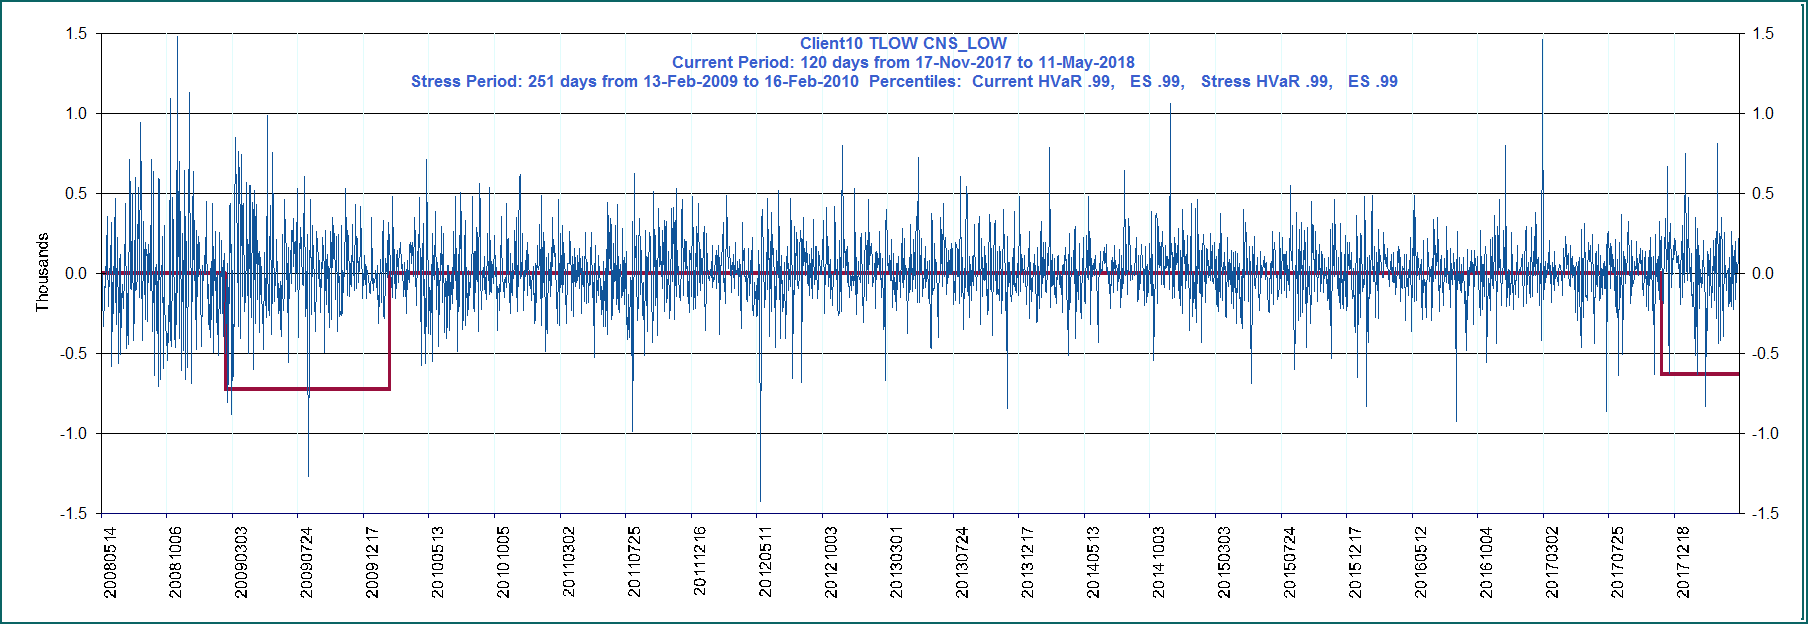 Client10 TLOW CNS_LOW
Current Period: 120 days from 17-Nov-2017 to 11-May-2018
Stress Period: 251 days from 13-Feb-2009 to 16-Feb-2010  Percentiles:  Current HVaR .99,   ES .99,   Stress HVaR .99,   ES .99
1.5 1.5
1.0 1.0
0.5 0.5
0.0 0.0
-0.5 -0.5
-1.0 -1.0
-1.5 -1.5
Thousands
20080514 20081006 20090303 20090724 20091217 20100513 20101005 20110302 20110725 20111216 20120511 20121003 20130301 20130724 20131217 20140513 20141003 20150303 20150724 20151217 20160512 20161004 20170302 20170725 20171218